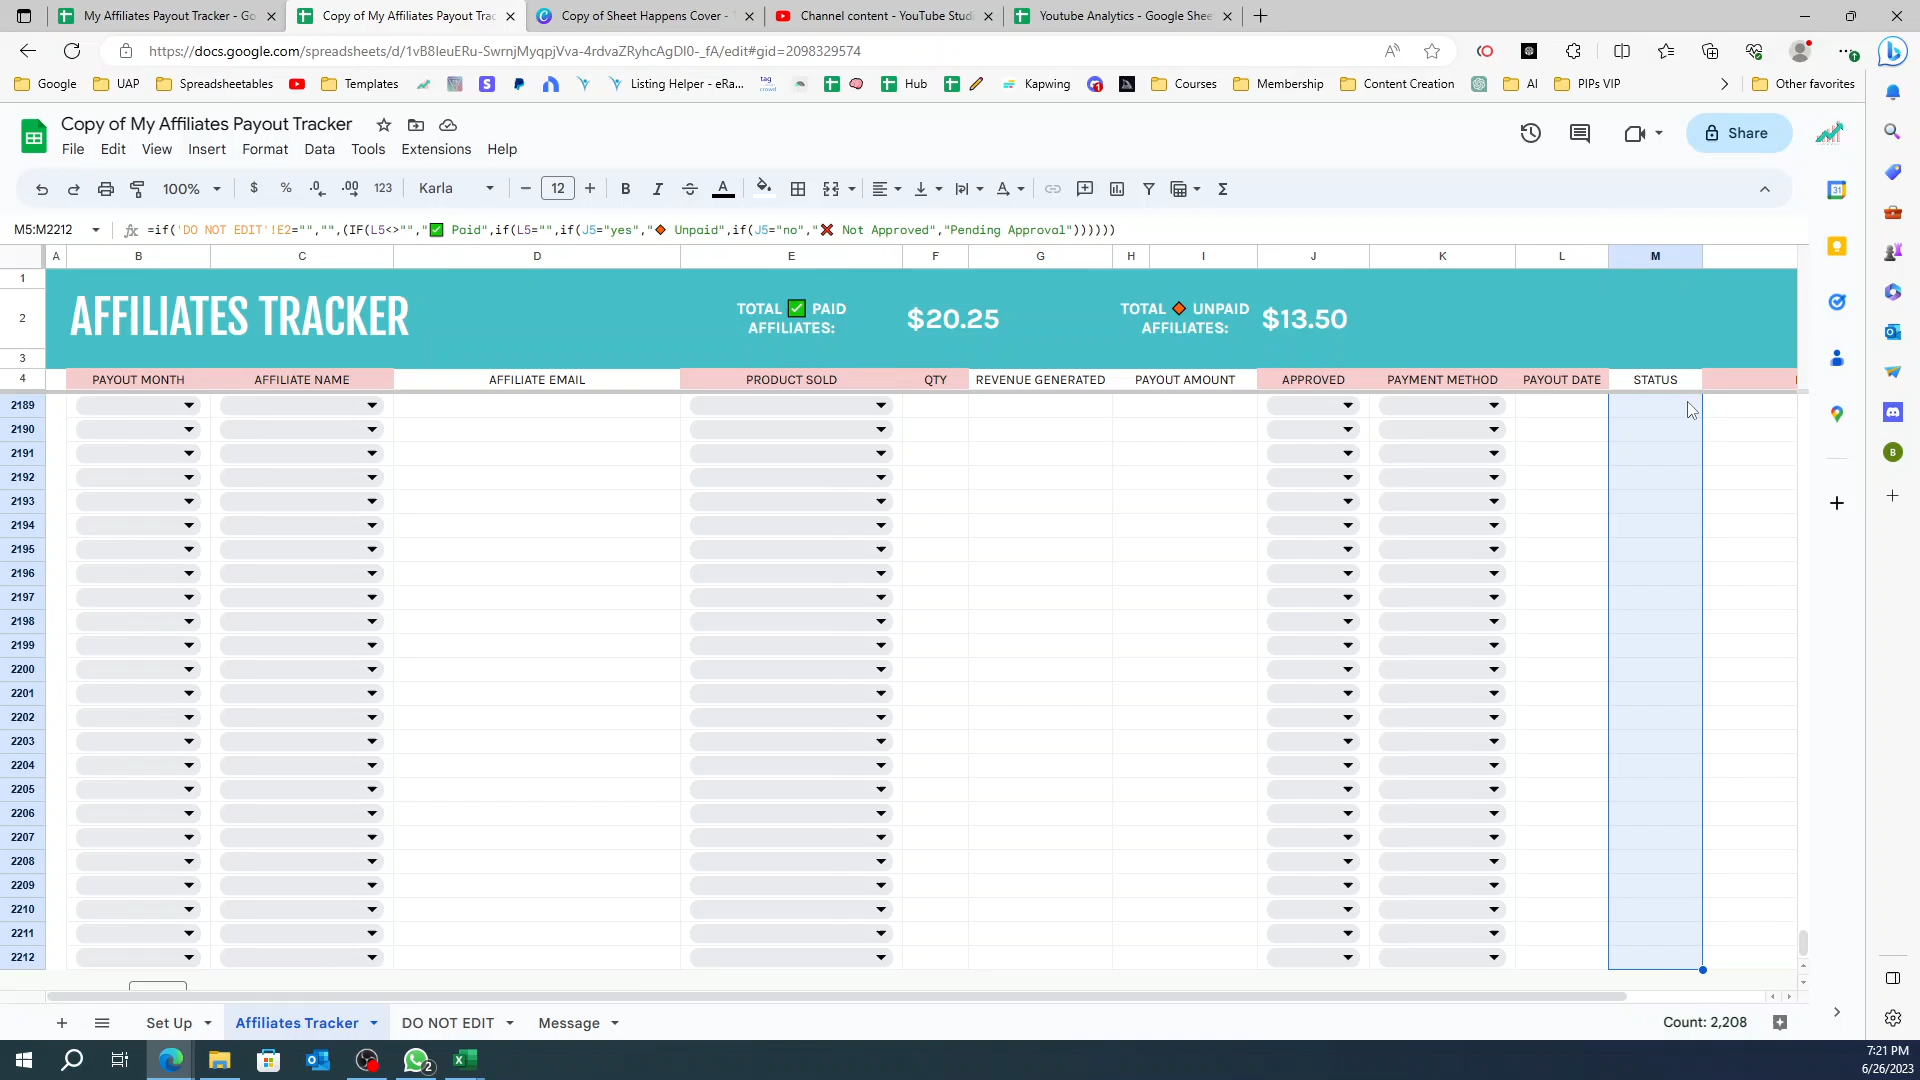 My Affiliates Payout Tracker - Go
Copy of My Affiliates Payout Trac
Copy of Sheet Happens Cover -
Channel content - YouTube Studi
Youtube Analytics - Google Shee
https://docs.google.com/spreadsheets/d/1vB8IeuERu-SwrnjMyqpjVva-4rdvaZRyhcAgDI0-_fA/edit#gid=2098329574
Google UAP Spreadsheetables Templates Listing Helper - eRa... Hub Kapwing Courses Membership Content Creation AI PIPs VIP Other favorites
Copy of My Affiliates Payout Tracker
Share
File Edit View Insert Format Data Tools Extensions Help
100% $ % .0 .00 123 Karla 12 B I A
M5:M2212 fx =if('DO NOT EDIT'!E2="","",(IF(L5<>"","✅ Paid",if(L5="",if(J5="yes","🔶 Unpaid",if(J5="no","❌ Not Approved","Pending Approval"))))))
A B C D E F G H I J K L M
1
2
3
4
AFFILIATES TRACKER
TOTAL ✅ PAID
AFFILIATES:
$20.25
TOTAL 🔶 UNPAID
AFFILIATES:
$13.50
PAYOUT MONTH AFFILIATE NAME AFFILIATE EMAIL PRODUCT SOLD QTY REVENUE GENERATED PAYOUT AMOUNT APPROVED PAYMENT METHOD PAYOUT DATE STATUS
2189
2190
2191
2192
2193
2194
2195
2196
2197
2198
2199
2200
2201
2202
2203
2204
2205
2206
2207
2208
2209
2210
2211
2212
Set Up Affiliates Tracker DO NOT EDIT Message
Count: 2,208
7:21 PM
6/26/2023